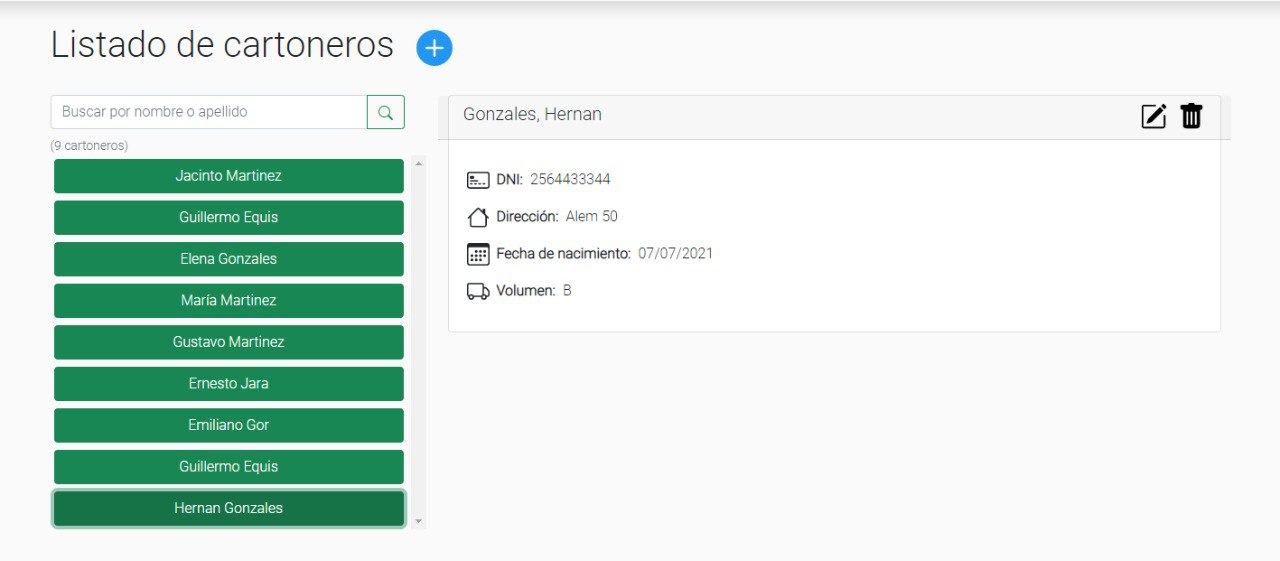 Listado de cartoneros
Buscar por nombre o apellido
(9 cartoneros)
Jacinto Martinez
Guillermo Equis
Elena Gonzales
María Martinez
Gustavo Martinez
Ernesto Jara
Emiliano Gor
Guillermo Equis
Hernan Gonzales
Gonzales, Hernan
DNI: 2564433344
Dirección: Alem 50
Fecha de nacimiento: 07/07/2021
Volumen: B